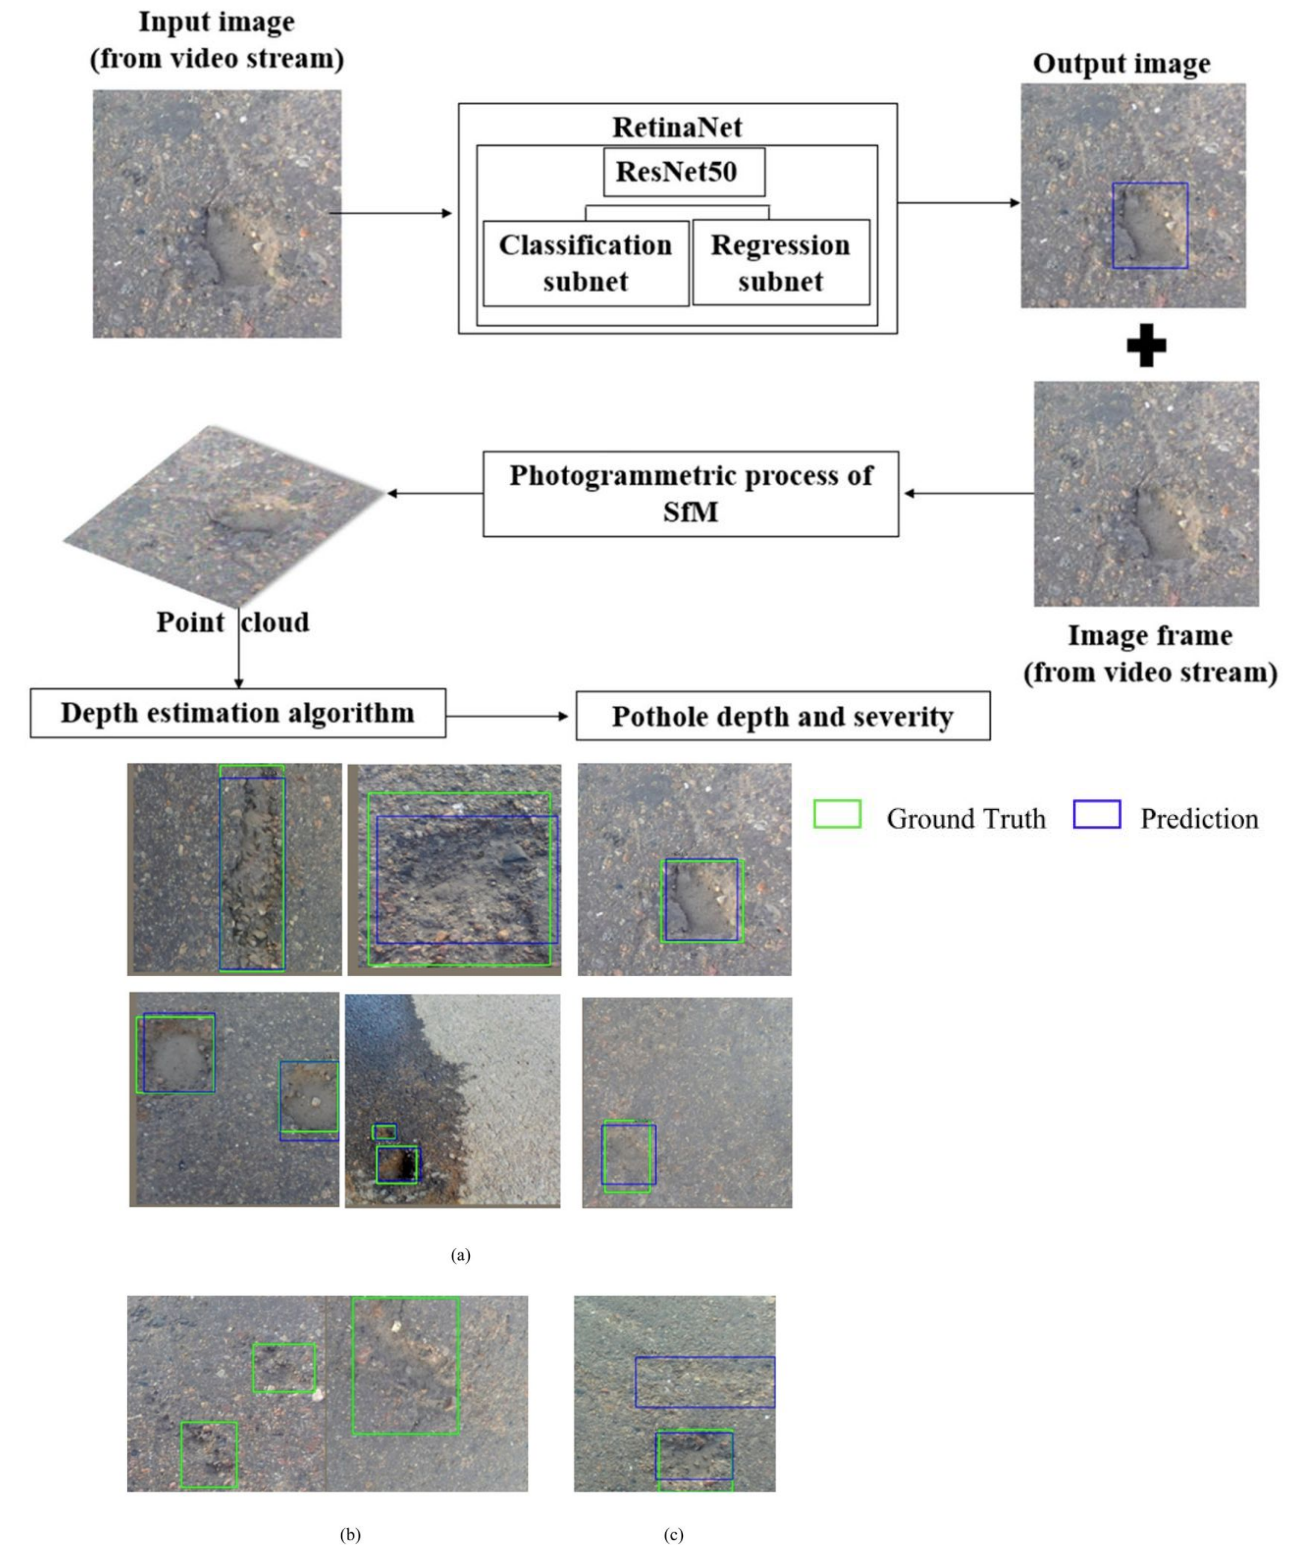 Input image
(from video stream)
Output image
RetinaNet
ResNet50
Classification
subnet
Regression
subnet
Photogrammetric process of
SfM
Point cloud
Image frame
(from video stream)
Depth estimation algorithm
Pothole depth and severity
Ground Truth
Prediction
(a)
(b)
(c)